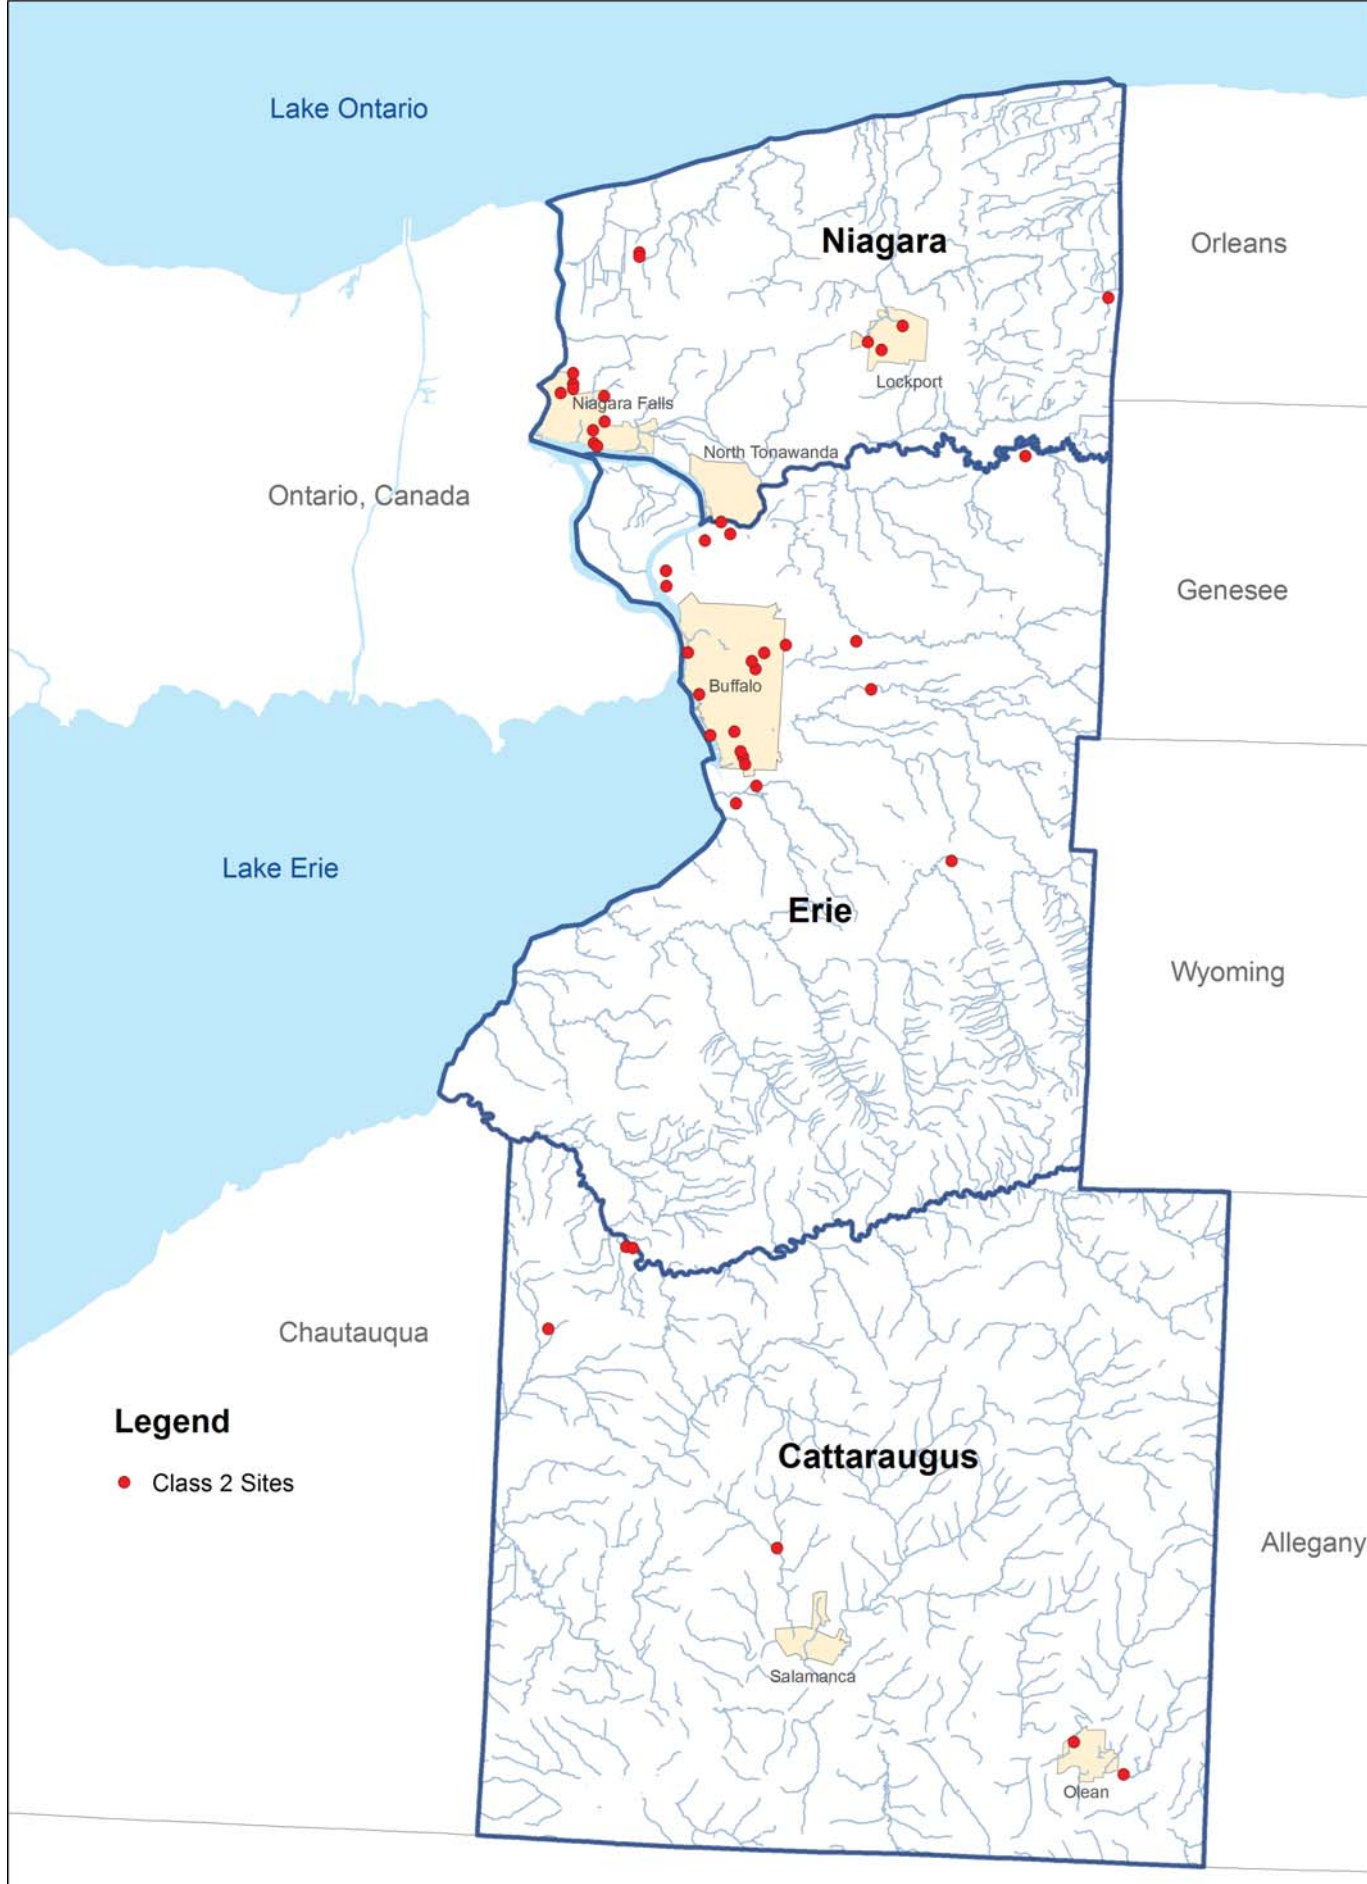 Lake Ontario
Niagara
Orleans
Lockport
Niagara Falls
North Tonawanda
Ontario, Canada
Genesee
Buffalo
Lake Erie
Erie
Wyoming
Chautauqua
Legend
Class 2 Sites
Cattaraugus
Allegany
Salamanca
Olean